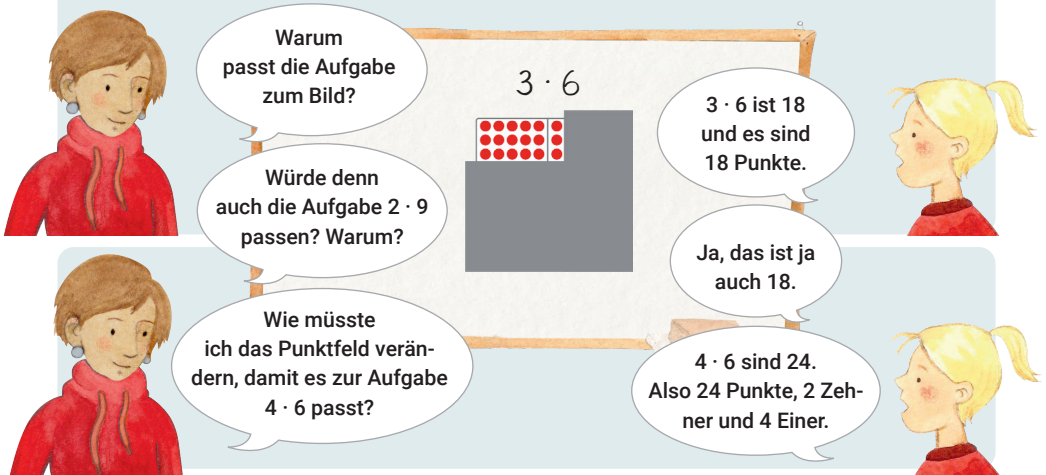 Warum
passt die Aufgabe
zum Bild?
3 · 6
3 · 6 ist 18
und es sind
18 Punkte.
Würde denn
auch die Aufgabe 2 · 9
passen? Warum?
Ja, das ist ja
auch 18.
Wie müsste
ich das Punktfeld verän-
dern, damit es zur Aufgabe
4 · 6 passt?
4 · 6 sind 24.
Also 24 Punkte, 2 Zeh-
ner und 4 Einer.